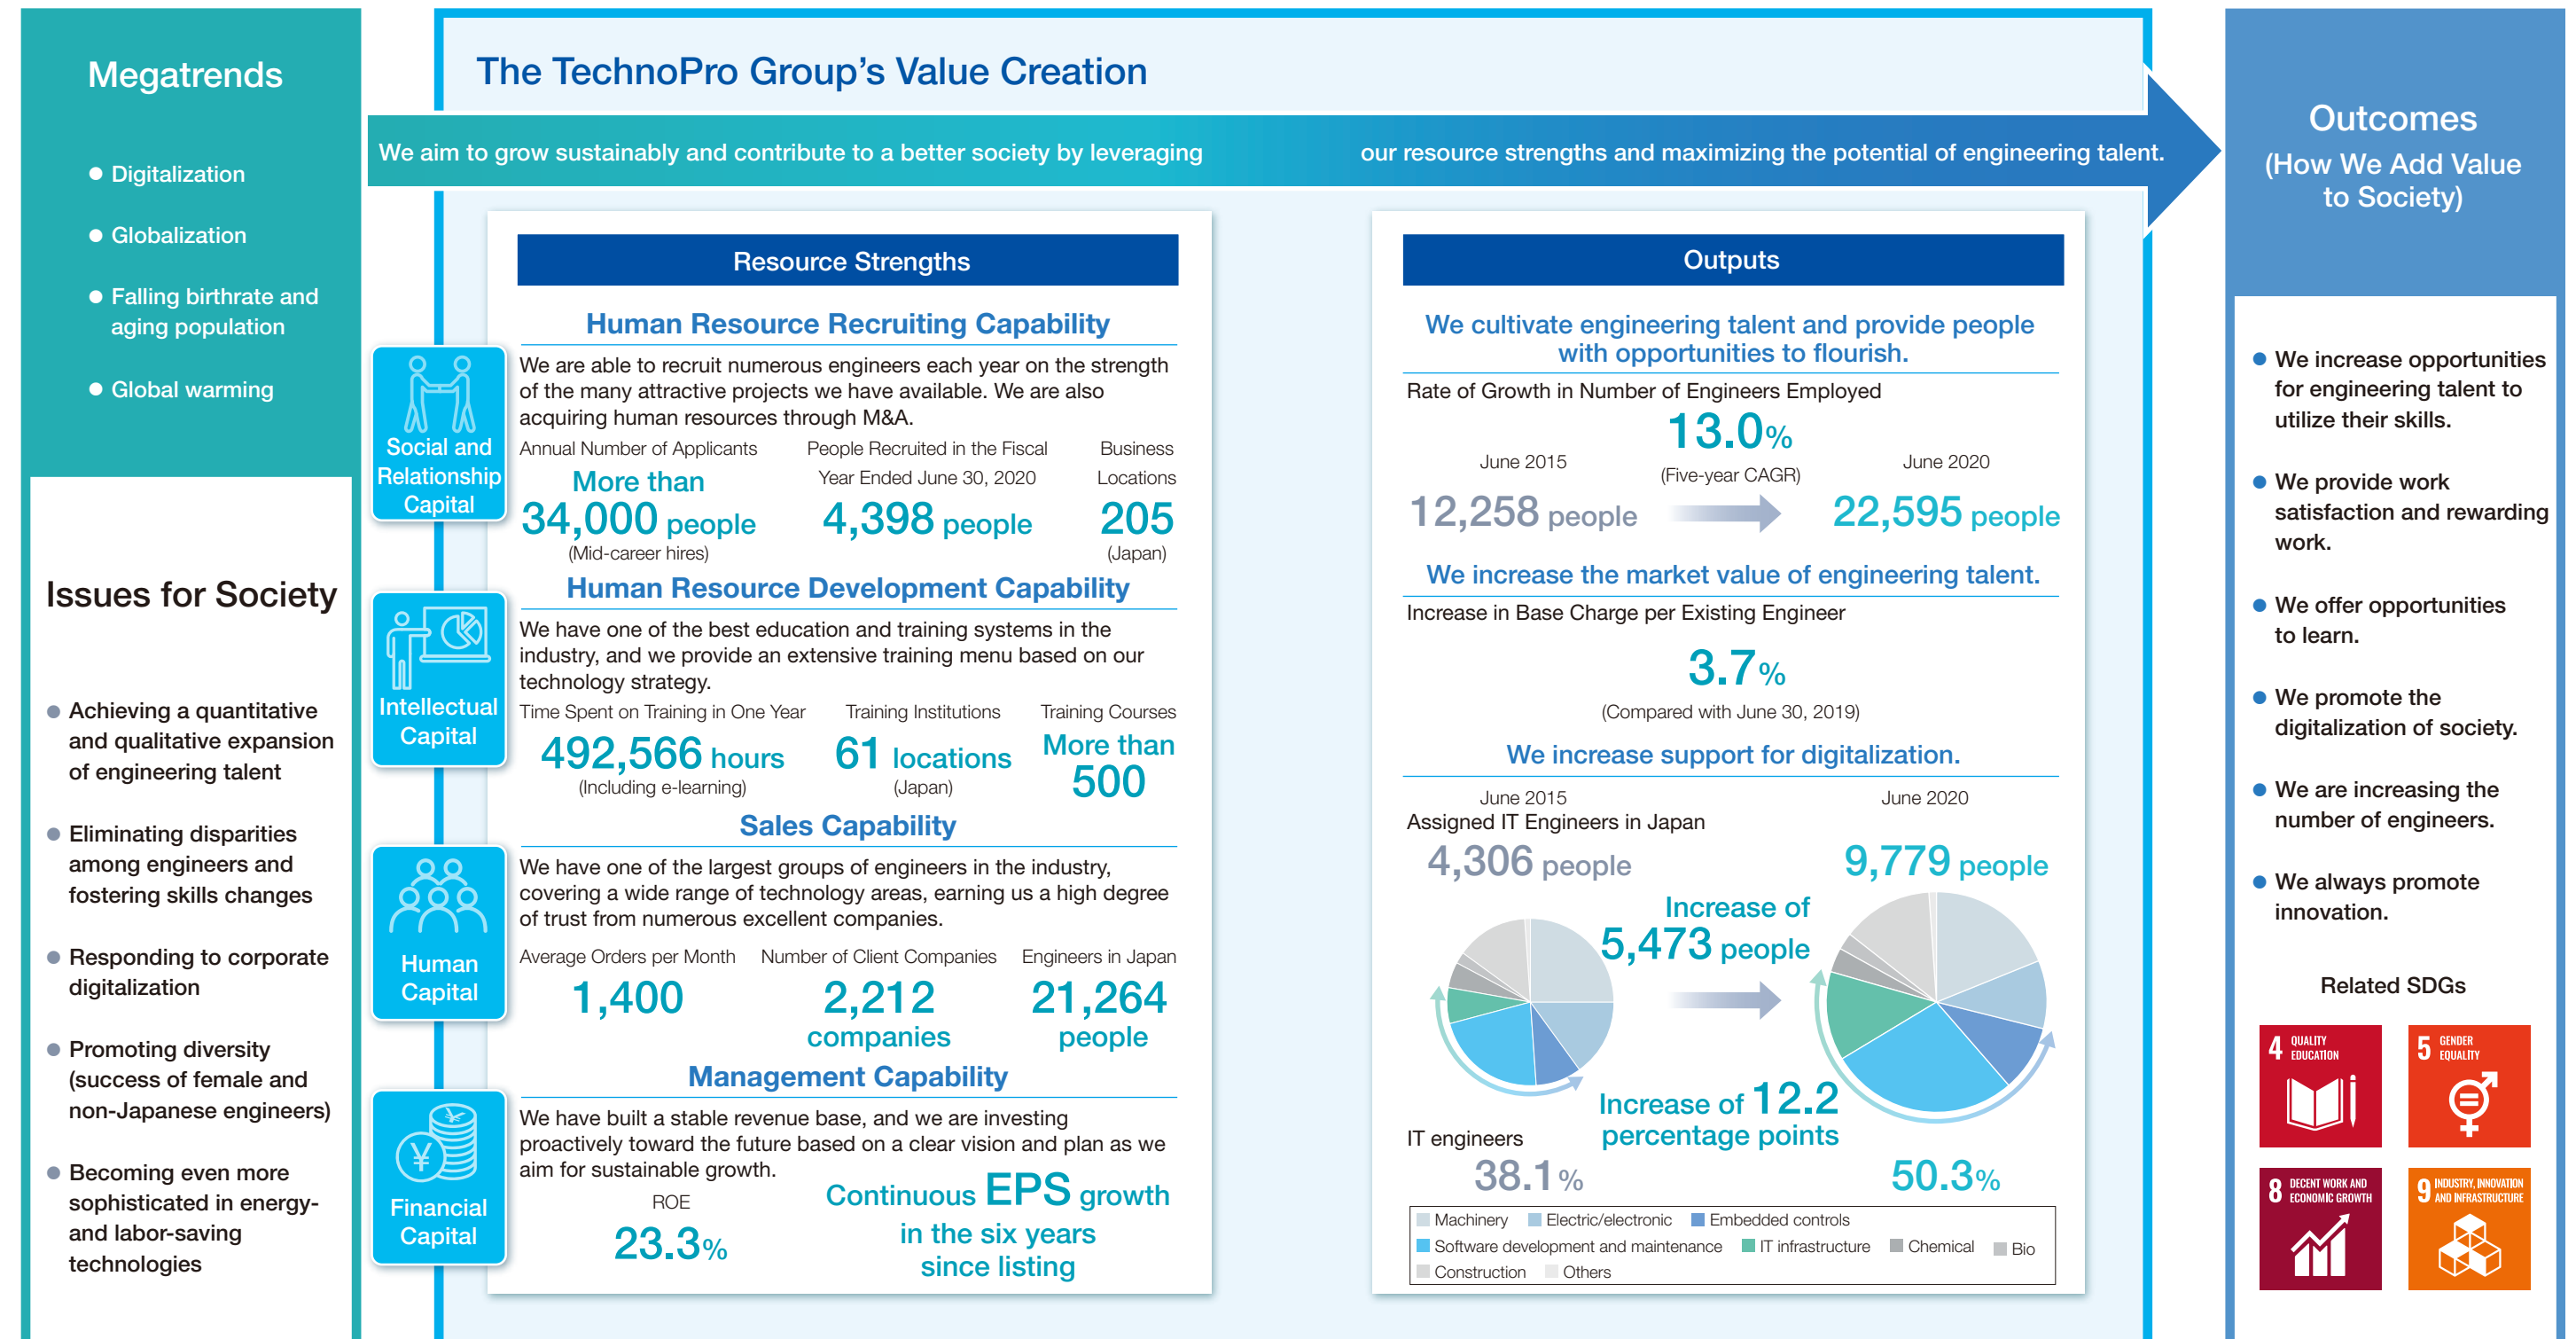 Megatrends
Digitalization
Globalization
Falling birthrate and
aging population
Global warming
Issues for Society
Achieving a quantitative
and qualitative expansion
of engineering talent
Eliminating disparities
among engineers and
fostering skills changes
Responding to corporate
digitalization
Promoting diversity
(success of female and
non-Japanese engineers)
Becoming even more
sophisticated in energy-
and labor-saving
technologies
The TechnoPro Group's Value Creation
We aim to grow sustainably and contribute to a better society by leveraging our resource strengths and maximizing the potential of engineering talent.
Resource Strengths
Social and
Relationship
Capital
Human Resource Recruiting Capability
We are able to recruit numerous engineers each year on the strength
of the many attractive projects we have available. We are also
acquiring human resources through M&A.
Annual Number of Applicants
More than
34,000 people
(Mid-career hires)
People Recruited in the Fiscal
Year Ended June 30, 2020
4,398 people
Business
Locations
205
(Japan)
Intellectual
Capital
Human Resource Development Capability
We have one of the best education and training systems in the
industry, and we provide an extensive training menu based on our
technology strategy.
Time Spent on Training in One Year
492,566 hours
(Including e-learning)
Training Institutions
61 locations
(Japan)
Training Courses
More than
500
Human
Capital
Sales Capability
We have one of the largest groups of engineers in the industry,
covering a wide range of technology areas, earning us a high degree
of trust from numerous excellent companies.
Average Orders per Month
1,400
Number of Client Companies
2,212
companies
Engineers in Japan
21,264
people
¥
¥
Financial
Capital
Management Capability
We have built a stable revenue base, and we are investing
proactively toward the future based on a clear vision and plan as we
aim for sustainable growth.
ROE
23.3%
Continuous EPS growth
in the six years
since listing
Outputs
We cultivate engineering talent and provide people
with opportunities to flourish.
Rate of Growth in Number of Engineers Employed
13.0%
(Five-year CAGR)
June 2015
12,258 people
June 2020
22,595 people
We increase the market value of engineering talent.
Increase in Base Charge per Existing Engineer
3.7%
(Compared with June 30, 2019)
We increase support for digitalization.
June 2015
June 2020
Assigned IT Engineers in Japan
4,306 people
9,779 people
Increase of
5,473 people
Increase of 12.2
percentage points
IT engineers
38.1%
50.3%
Machinery Electric/electronic Embedded controls
Software development and maintenance IT infrastructure Chemical Bio
Construction Others
Outcomes
(How We Add Value
to Society)
We increase opportunities
for engineering talent to
utilize their skills.
We provide work
satisfaction and rewarding
work.
We offer opportunities
to learn.
We promote the
digitalization of society.
We are increasing the
number of engineers.
We always promote
innovation.
Related SDGs
4 QUALITY
EDUCATION
5 GENDER
EQUALITY
8 DECENT WORK AND
ECONOMIC GROWTH
9 INDUSTRY, INNOVATION
AND INFRASTRUCTURE